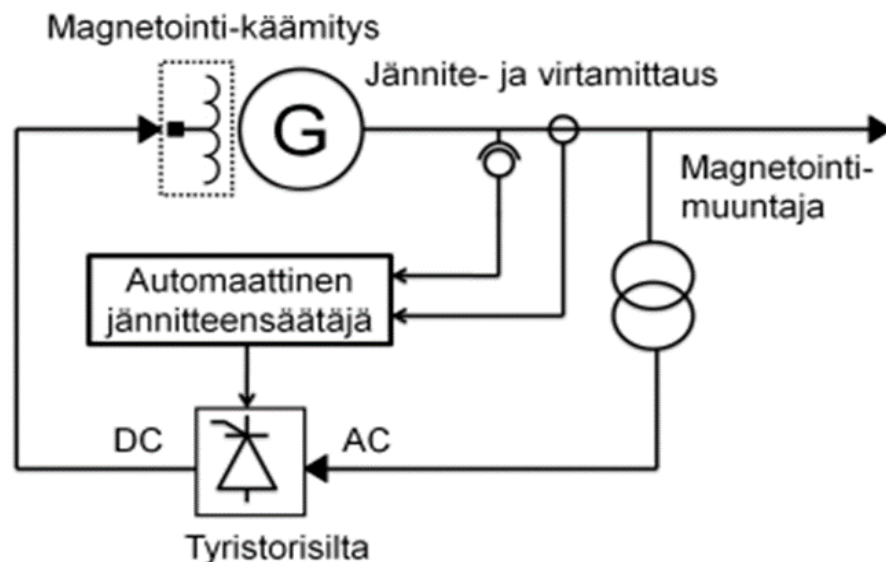 Magnetointi-käämitys
Jännite- ja virtamittaus
G
Magnetointi-
muuntaja
Automaattinen
jännitteensäätäjä
DC
AC
Tyristorisilta